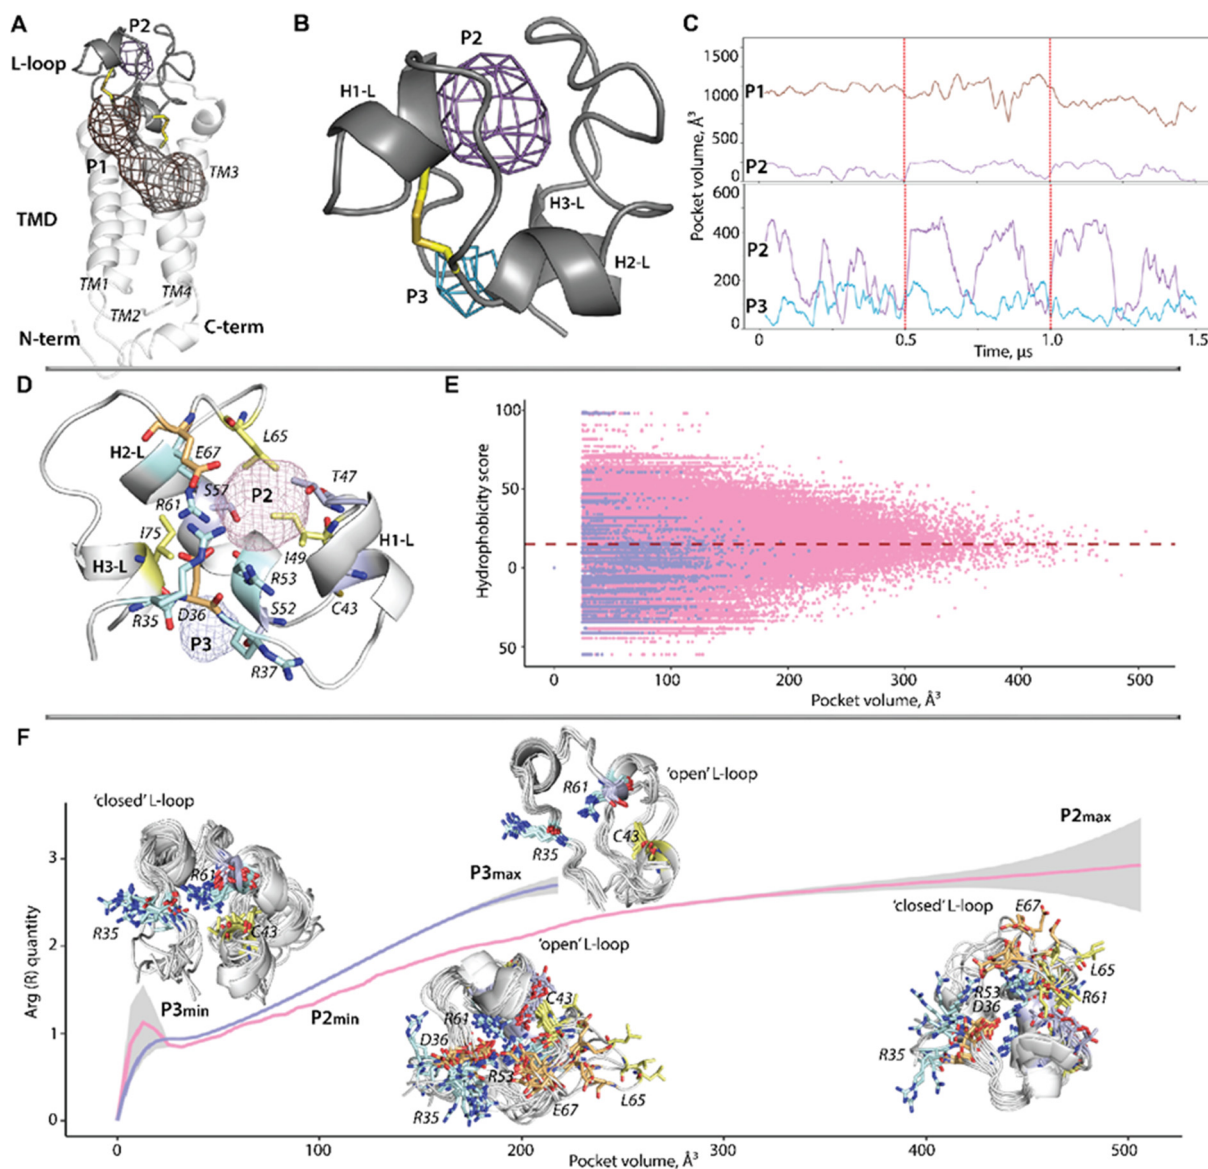 A
P2
L-loop
P1
TM3
TMD
TM1
TM4
TM2
N-term
C-term
B
P2
H1-L
H3-L
H2-L
P3
C
1500
P1
1000
500
P2
0
Pocket volume, Å³
600
400
P2
200
P3
0
0
0.5
1.0
1.5
Time, µs
D
L65
E67
H2-L
S57
P2
T47
R61
I75
I49
H1-L
H3-L
R53
C43
S52
R35
D36
P3
R37
E
Hydrophobicity score
100
50
0
50
0
100
200
300
400
500
Pocket volume, Å³
F
'closed' L-loop
R61
R35
C43
P3min
'open' L-loop
R61
R35
C43
P3max
P2max
P2min
'open' L-loop
C43
R61
D36
R53
R35
E67
L65
'closed' L-loop
E67
L65
R53
R61
D36
R35
Arg (R) quantity
3
2
1
0
0
100
200
300
400
500
Pocket volume, Å³